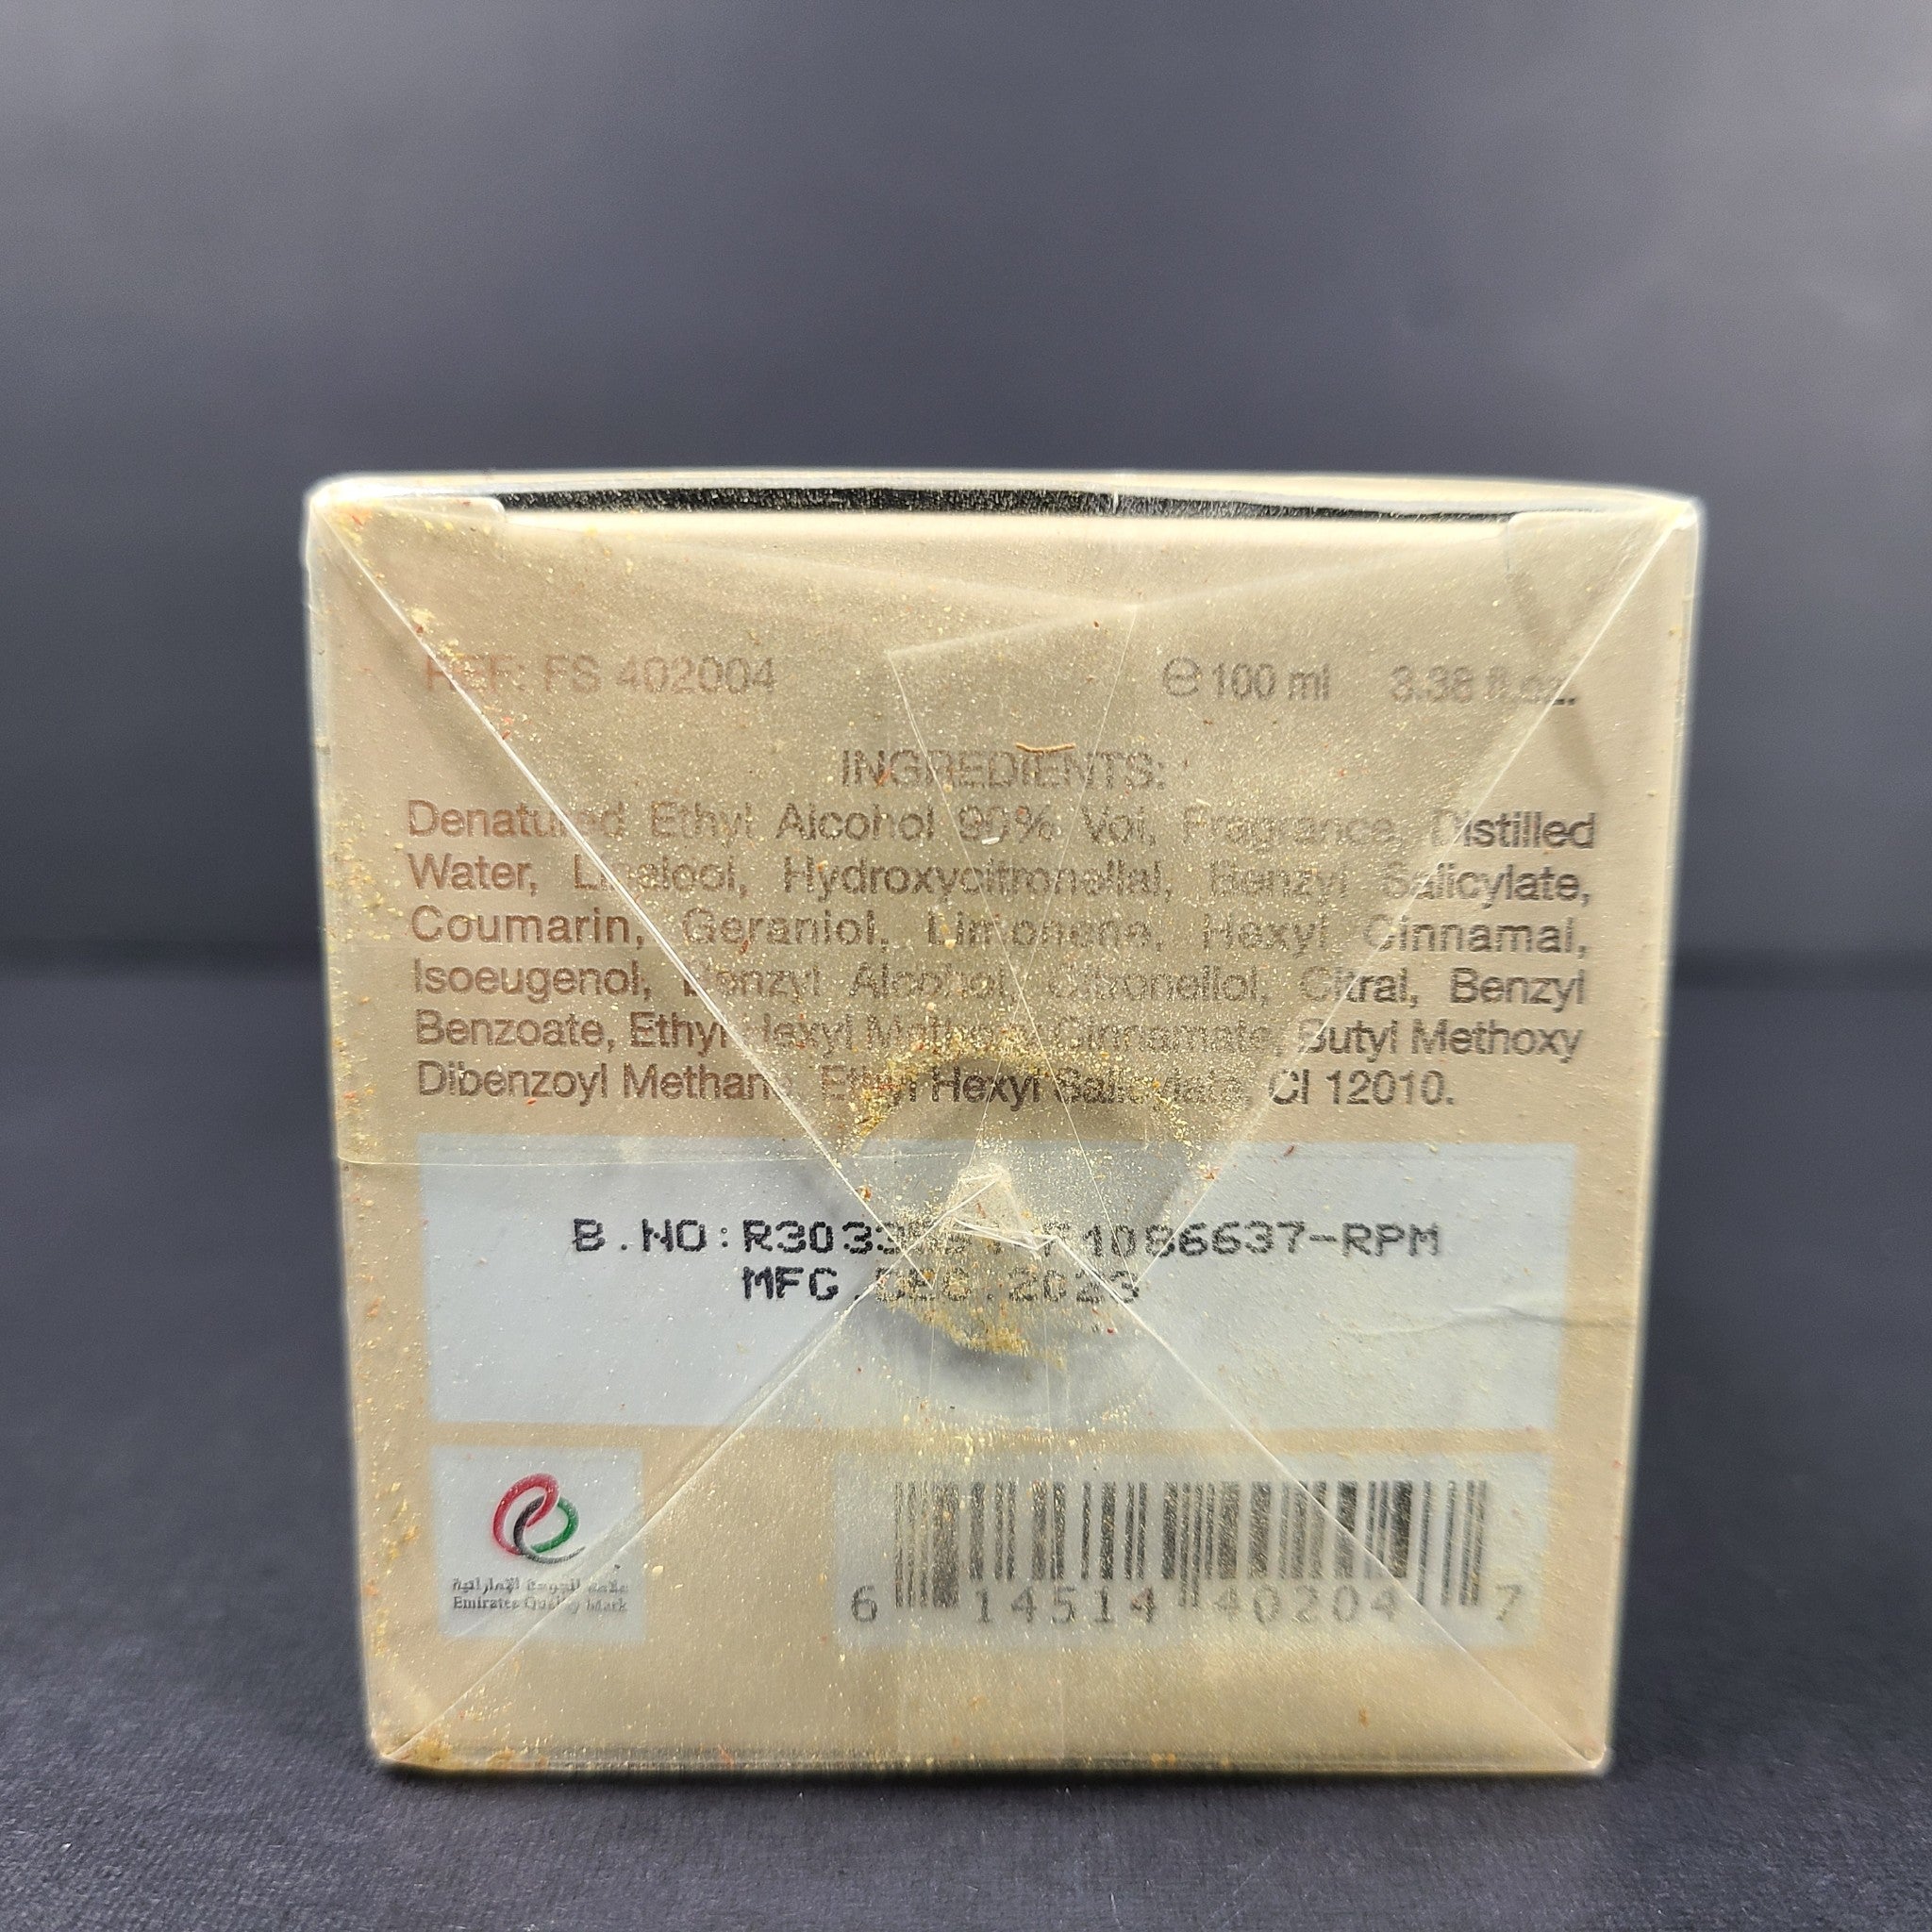 REF: FS 402004
℮ 100 ml 3.38 fl.oz.
INGREDIENTS:
Denatured Ethyl Alcohol 90% Vol, Fragrance, Distilled
Water, Linalool, Hydroxycitronellal, Benzyl Salicylate,
Coumarin, Geraniol, Limonene, Hexyl Cinnamal,
Isoeugenol, Benzyl Alcohol, Citronellol, Citral, Benzyl
Benzoate, Ethyl Hexyl Methoxy Cinnamate, Butyl Methoxy
Dibenzoyl Methane, Ethyl Hexyl Salicylate, CI 12010.
B.NO:
MFG.DEC.2023
علامة الجودة الإماراتية
Emirates Quality Mark
6 14514 40204 7